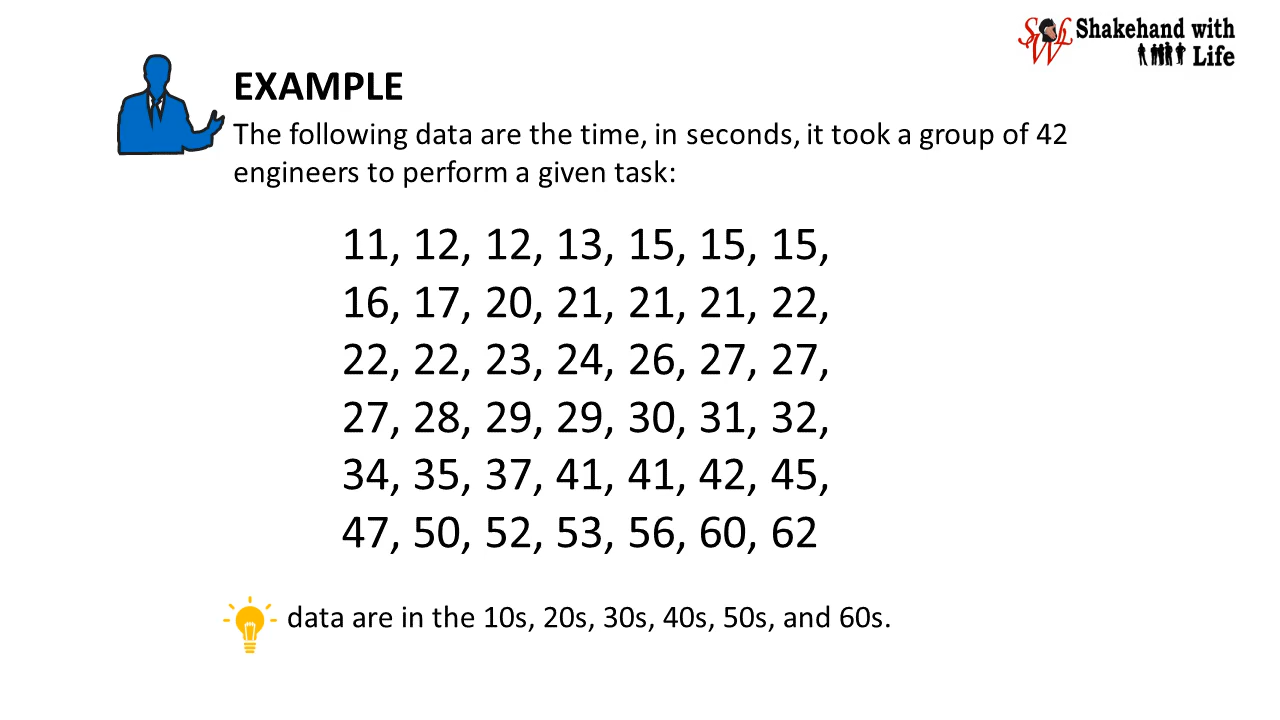 Shakehand with
Life
EXAMPLE
The following data are the time, in seconds, it took a group of 42
engineers to perform a given task:
11, 12, 12, 13, 15, 15, 15,
16, 17, 20, 21, 21, 21, 22,
22, 22, 23, 24, 26, 27, 27,
27, 28, 29, 29, 30, 31, 32,
34, 35, 37, 41, 41, 42, 45,
47, 50, 52, 53, 56, 60, 62
data are in the 10s, 20s, 30s, 40s, 50s, and 60s.